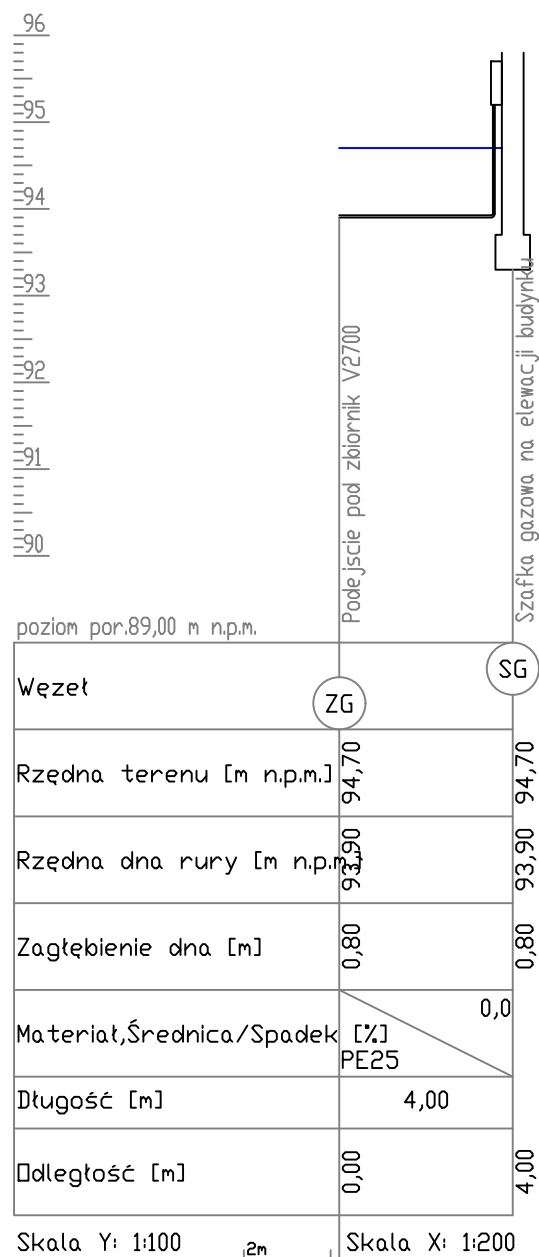 96
95
94
93
92
91
90
Podejscie pod zbiornik V2700
Szafka gazowa na elewacji budynku
poziom por.89,00 m n.p.m.
Węzeł
ZG
SG
Rzędna terenu [m n.p.m.]
94,70
94,70
Rzędna dna rury [m n.p.m.]
93,90
93,90
Zagłębienie dna [m]
0,80
0,80
Materiał,Średnica/Spadek [%]
0,0
PE25
Długość [m]
4,00
Odległość [m]
0,00
4,00
Skala Y: 1:100
2m
Skala X: 1:200